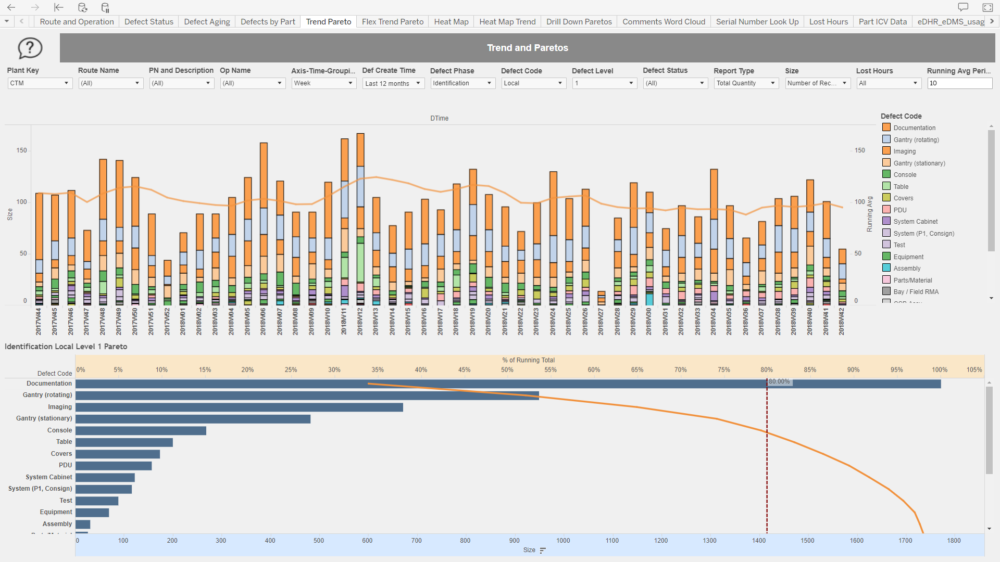 Route and Operation Defect Status Defect Aging Defects by Part Trend Pareto Flex Trend Pareto Heat Map Heat Map Trend Drill Down Paretos Comments Word Cloud Serial Number Look Up Lost Hours Part ICV Data eDHR_eDMS_usag
Trend and Paretos
Plant Key Route Name PN and Description Op Name Axis-Time-Groupi... Def Create Time Defect Phase Defect Code Defect Level Defect Status Report Type Size Lost Hours Running Avg Peri...
CTM (All) (All) (All) Week Last 12 months Identification Local 1 (All) Total Quantity Number of Rec... All 10
DTime
Size
150
100
50
0
150
100
50
0
Running Avg
2017W44 2017W45 2017W46 2017W47 2017W48 2017W49 2017W50 2017W51 2017W52 2018W01 2018W02 2018W03 2018W04 2018W05 2018W06 2018W07 2018W08 2018W09 2018W10 2018W11 2018W12 2018W13 2018W14 2018W15 2018W16 2018W17 2018W18 2018W19 2018W20 2018W21 2018W22 2018W23 2018W24 2018W25 2018W26 2018W27 2018W28 2018W29 2018W30 2018W31 2018W32 2018W33 2018W34 2018W35 2018W36 2018W37 2018W38 2018W39 2018W40 2018W41 2018W42
Defect Code
Documentation
Gantry (rotating)
Imaging
Gantry (stationary)
Console
Table
Covers
PDU
System Cabinet
System (P1, Consign)
Test
Equipment
Assembly
Parts/Material
Bay / Field RMA
Identification Local Level 1 Pareto
% of Running Total
Defect Code 0% 5% 10% 15% 20% 25% 30% 35% 40% 45% 50% 55% 60% 65% 70% 75% 80% 85% 90% 95% 100% 105%
Documentation
80.00%
Gantry (rotating)
Imaging
Gantry (stationary)
Console
Table
Covers
PDU
System Cabinet
System (P1, Consign)
Test
Equipment
Assembly
0 100 200 300 400 500 600 700 800 900 1000 1100 1200 1300 1400 1500 1600 1700 1800
Size